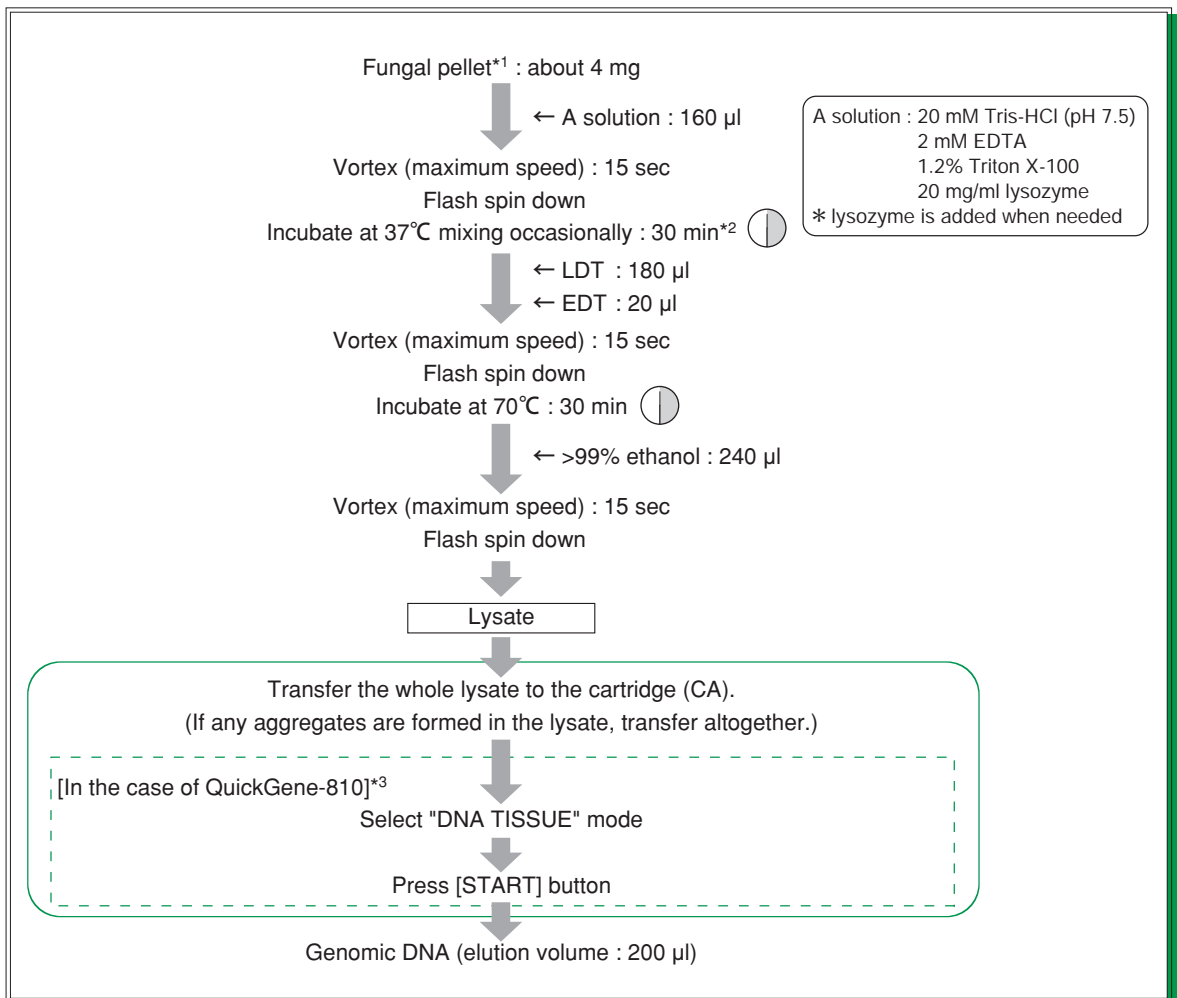 Fungal pellet*1 : about 4 mg
← A solution : 160 µl
A solution : 20 mM Tris-HCl (pH 7.5)
2 mM EDTA
1.2% Triton X-100
20 mg/ml lysozyme
* lysozyme is added when needed
Vortex (maximum speed) : 15 sec
Flash spin down
Incubate at 37℃ mixing occasionally : 30 min*2
← LDT : 180 µl
← EDT : 20 µl
Vortex (maximum speed) : 15 sec
Flash spin down
Incubate at 70℃ : 30 min
← >99% ethanol : 240 µl
Vortex (maximum speed) : 15 sec
Flash spin down
Lysate
Transfer the whole lysate to the cartridge (CA).
(If any aggregates are formed in the lysate, transfer altogether.)
[In the case of QuickGene-810]*3
Select "DNA TISSUE" mode
Press [START] button
Genomic DNA (elution volume : 200 µl)